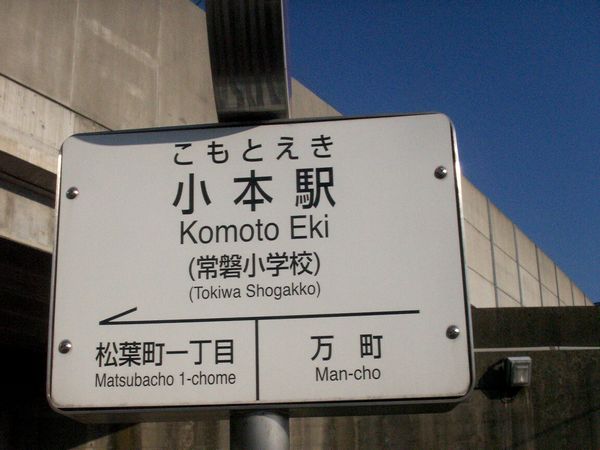 こもとえき
小本駅
Komoto Eki
(常磐小学校)
(Tokiwa Shogakko)
松葉町一丁目 万町
Matsubacho 1-chome Man-cho